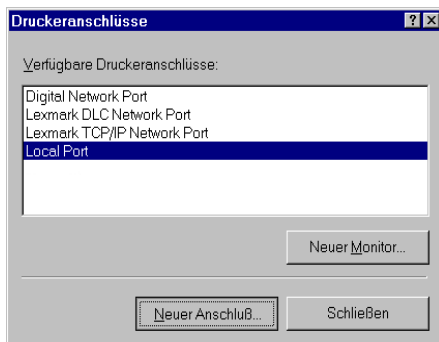 Druckeranschlüsse
Verfügbare Druckeranschlüsse:
Digital Network Port
Lexmark DLC Network Port
Lexmark TCP/IP Network Port
Local Port
Neuer Monitor...
Neuer Anschluß...
Schließen